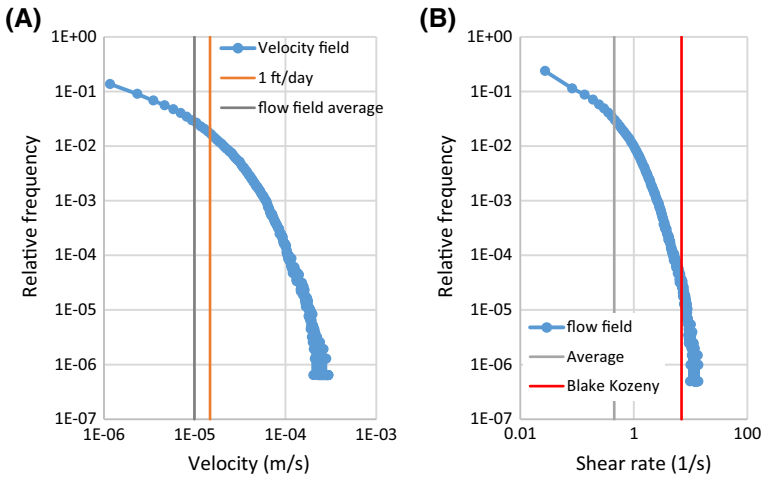 (A)
Relative frequency
1E+00
1E-01
1E-02
1E-03
1E-04
1E-05
1E-06
1E-07
1E-06
1E-05
1E-04
1E-03
Velocity (m/s)
Velocity field
1 ft/day
flow field average
(B)
Relative frequency
1E+00
1E-01
1E-02
1E-03
1E-04
1E-05
1E-06
1E-07
0.01
1
100
Shear rate (1/s)
flow field
Average
Blake Kozeny